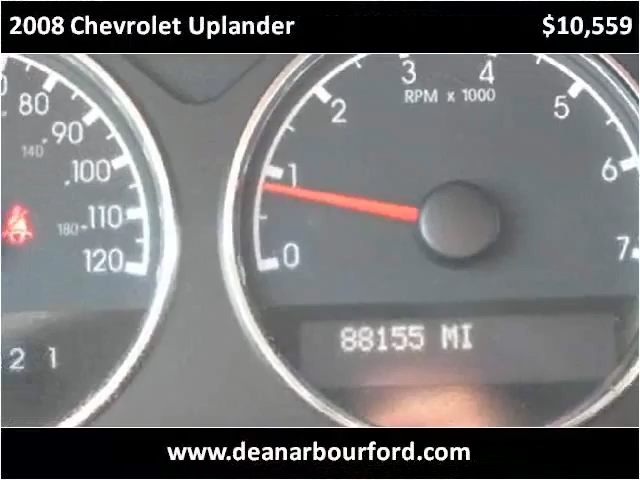 2008 Chevrolet Uplander $10,559
3 4
RPM x 1000
80 2 5
90
140
100 1 6
110
180
120 0 7
88155 MI
2 1
www.deanarbourford.com